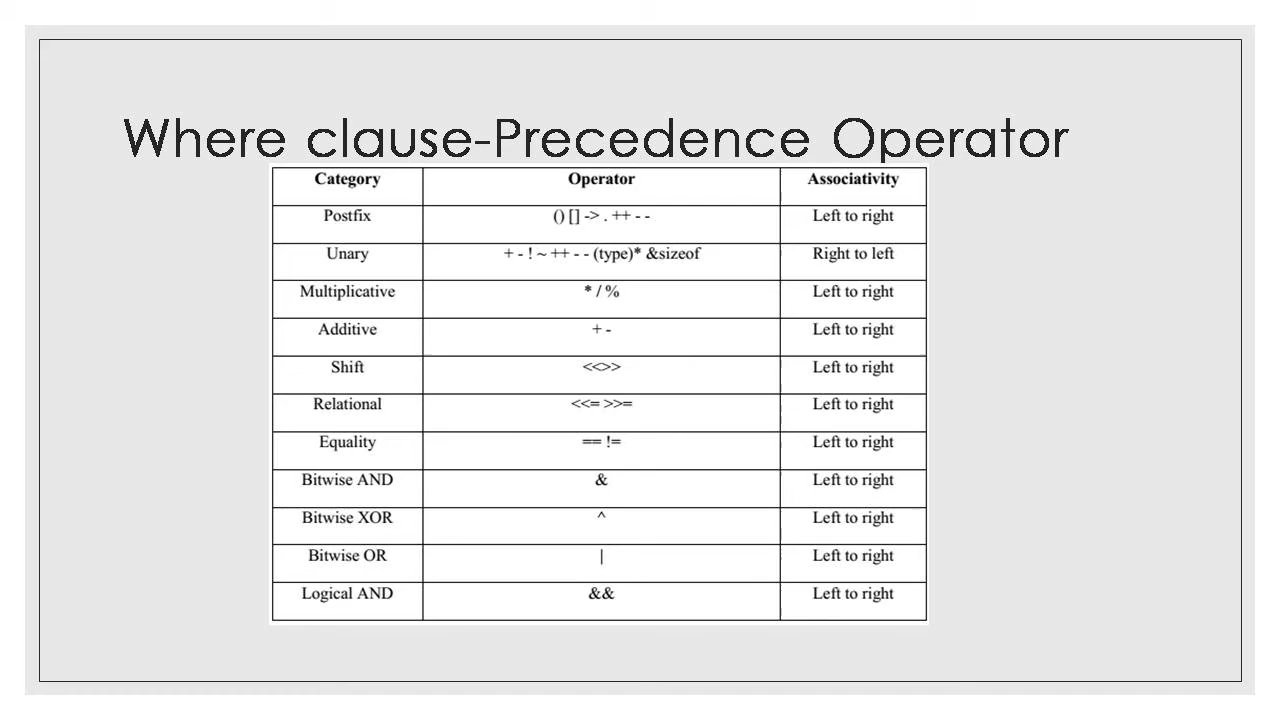 Where clause-Precedence Operator
Category Operator Associativity
Postfix () [] -> . ++ - - Left to right
Unary + - ! ~ ++ - - (type)* &sizeof Right to left
Multiplicative * / % Left to right
Additive + - Left to right
Shift <<>> Left to right
Relational <<= >>= Left to right
Equality == != Left to right
Bitwise AND & Left to right
Bitwise XOR ^ Left to right
Bitwise OR | Left to right
Logical AND && Left to right